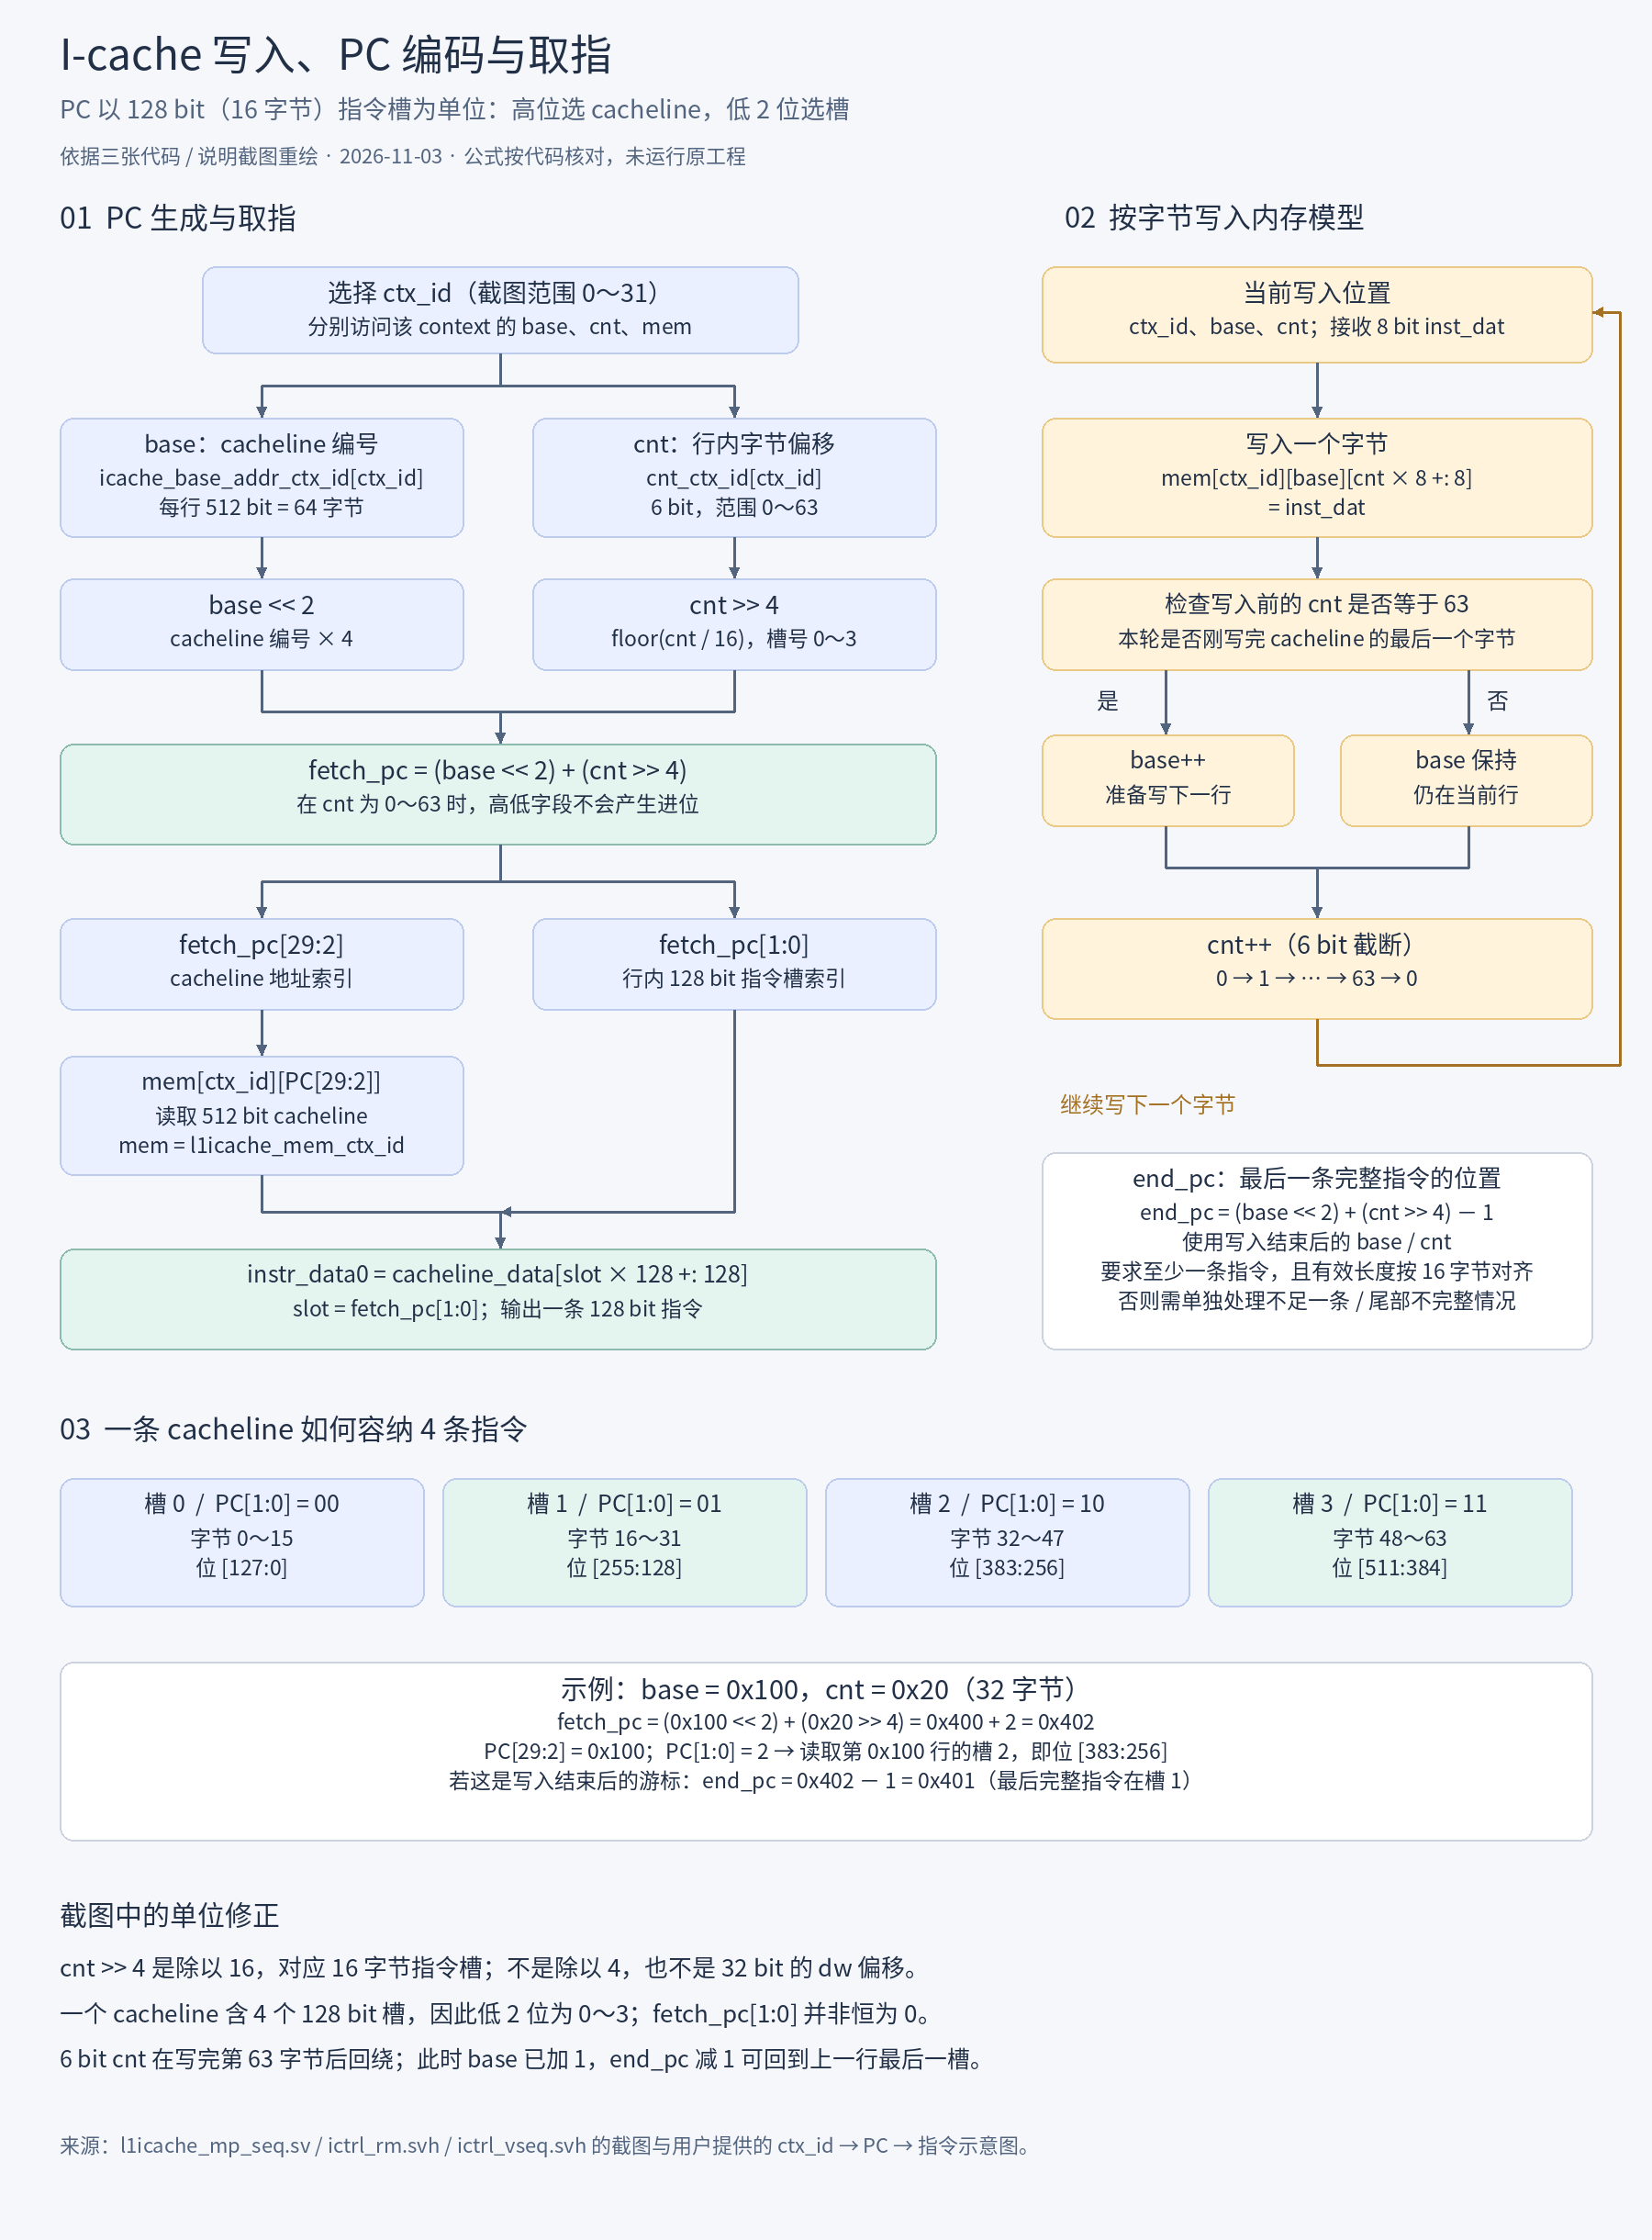 I-cache 写入、PC 编码与取指
PC 以 128 bit（16 字节）指令槽为单位：高位选 cacheline，低 2 位选槽
依据三张代码 / 说明截图重绘 · 2026-11-03 · 公式按代码核对，未运行原工程
01 PC 生成与取指
选择 ctx_id（截图范围 0～31）
分别访问该 context 的 base、cnt、mem
base：cacheline 编号
icache_base_addr_ctx_id[ctx_id]
每行 512 bit = 64 字节
cnt：行内字节偏移
cnt_ctx_id[ctx_id]
6 bit，范围 0～63
base << 2
cacheline 编号 × 4
cnt >> 4
floor(cnt / 16)，槽号 0～3
fetch_pc = (base << 2) + (cnt >> 4)
在 cnt 为 0～63 时，高低字段不会产生进位
fetch_pc[29:2]
cacheline 地址索引
fetch_pc[1:0]
行内 128 bit 指令槽索引
mem[ctx_id][PC[29:2]]
读取 512 bit cacheline
mem = l1icache_mem_ctx_id
instr_data0 = cacheline_data[slot × 128 +: 128]
slot = fetch_pc[1:0]；输出一条 128 bit 指令
02 按字节写入内存模型
当前写入位置
ctx_id、base、cnt；接收 8 bit inst_dat
写入一个字节
mem[ctx_id][base][cnt × 8 +: 8]
= inst_dat
检查写入前的 cnt 是否等于 63
本轮是否刚写完 cacheline 的最后一个字节
是
否
base++
准备写下一行
base 保持
仍在当前行
cnt++（6 bit 截断）
0 → 1 → ⋯ → 63 → 0
继续写下一个字节
end_pc：最后一条完整指令的位置
end_pc = (base << 2) + (cnt >> 4) － 1
使用写入结束后的 base / cnt
要求至少一条指令，且有效长度按 16 字节对齐
否则需单独处理不足一条 / 尾部不完整情况
03 一条 cacheline 如何容纳 4 条指令
槽 0 / PC[1:0] = 00
字节 0～15
位 [127:0]
槽 1 / PC[1:0] = 01
字节 16～31
位 [255:128]
槽 2 / PC[1:0] = 10
字节 32～47
位 [383:256]
槽 3 / PC[1:0] = 11
字节 48～63
位 [511:384]
示例：base = 0x100，cnt = 0x20（32 字节）
fetch_pc = (0x100 << 2) + (0x20 >> 4) = 0x400 + 2 = 0x402
PC[29:2] = 0x100；PC[1:0] = 2 → 读取第 0x100 行的槽 2，即位 [383:256]
若这是写入结束后的游标：end_pc = 0x402 － 1 = 0x401（最后完整指令在槽 1）
截图中的单位修正
cnt >> 4 是除以 16，对应 16 字节指令槽；不是除以 4，也不是 32 bit 的 dw 偏移。
一个 cacheline 含 4 个 128 bit 槽，因此低 2 位为 0～3；fetch_pc[1:0] 并非恒为 0。
6 bit cnt 在写完第 63 字节后回绕；此时 base 已加 1，end_pc 减 1 可回到上一行最后一槽。
来源：l1icache_mp_seq.sv / ictrl_rm.svh / ictrl_vseq.svh 的截图与用户提供的 ctx_id → PC → 指令示意图。